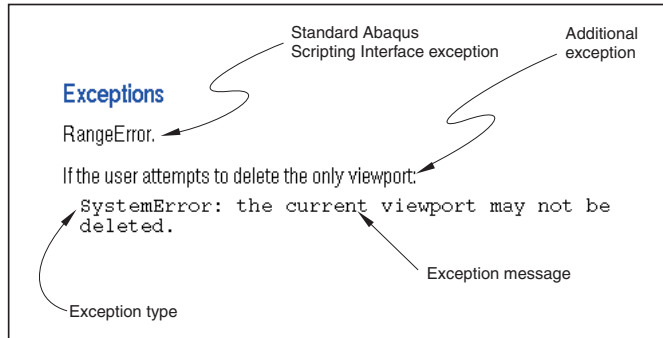 Standard Abaqus
Scripting Interface exception
Additional
exception
Exceptions
RangeError.
If the user attempts to delete the only viewport:
SystemError: the current viewport may not be
deleted.
Exception message
Exception type